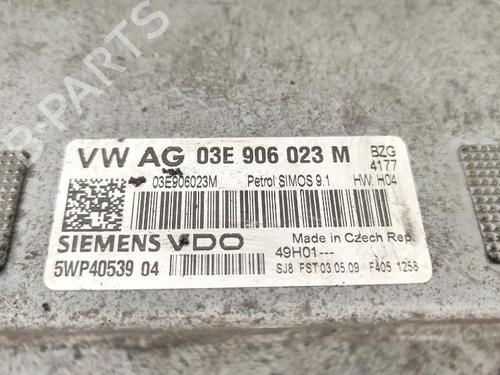 VW AG 03E 906 023 M BZG
4177
03E906023M Petrol SIMOS 9.1 HW: H04
SIEMENS VDO Made in Czech Rep.
49H01---
5WP40539 04 SJ8 FST 03.05.09 F405 1258
B-PARTS